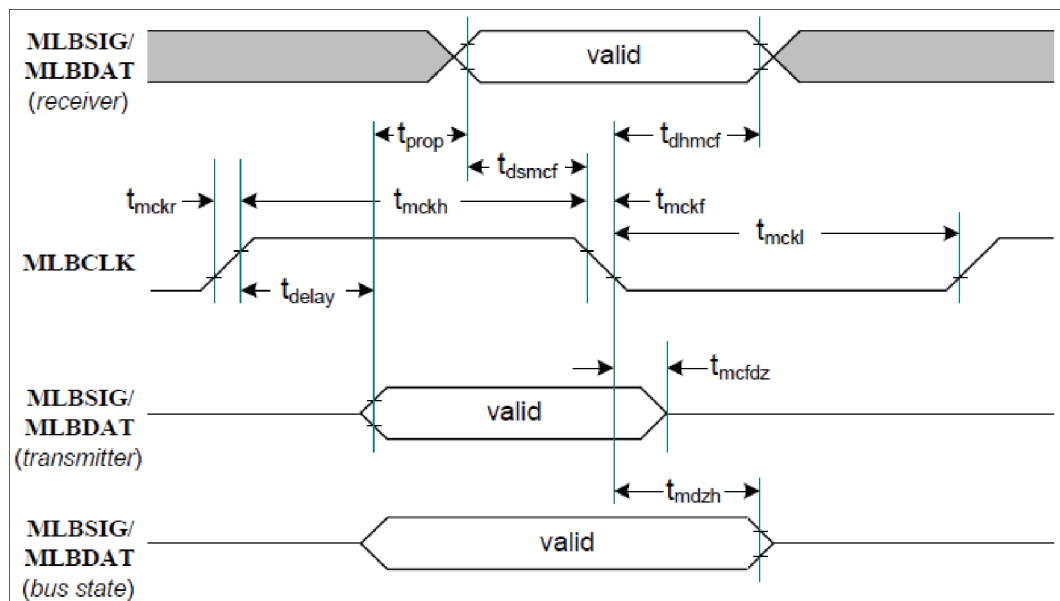 MLBSIG/
MLBDAT
(receiver)
valid
tprop
tdhmcf
tdsmcf
tmckr
tmckh
tmckf
tmckl
MLBCLK
tdelay
tmcfdz
MLBSIG/
MLBDAT
(transmitter)
valid
tmdzh
MLBSIG/
MLBDAT
(bus state)
valid